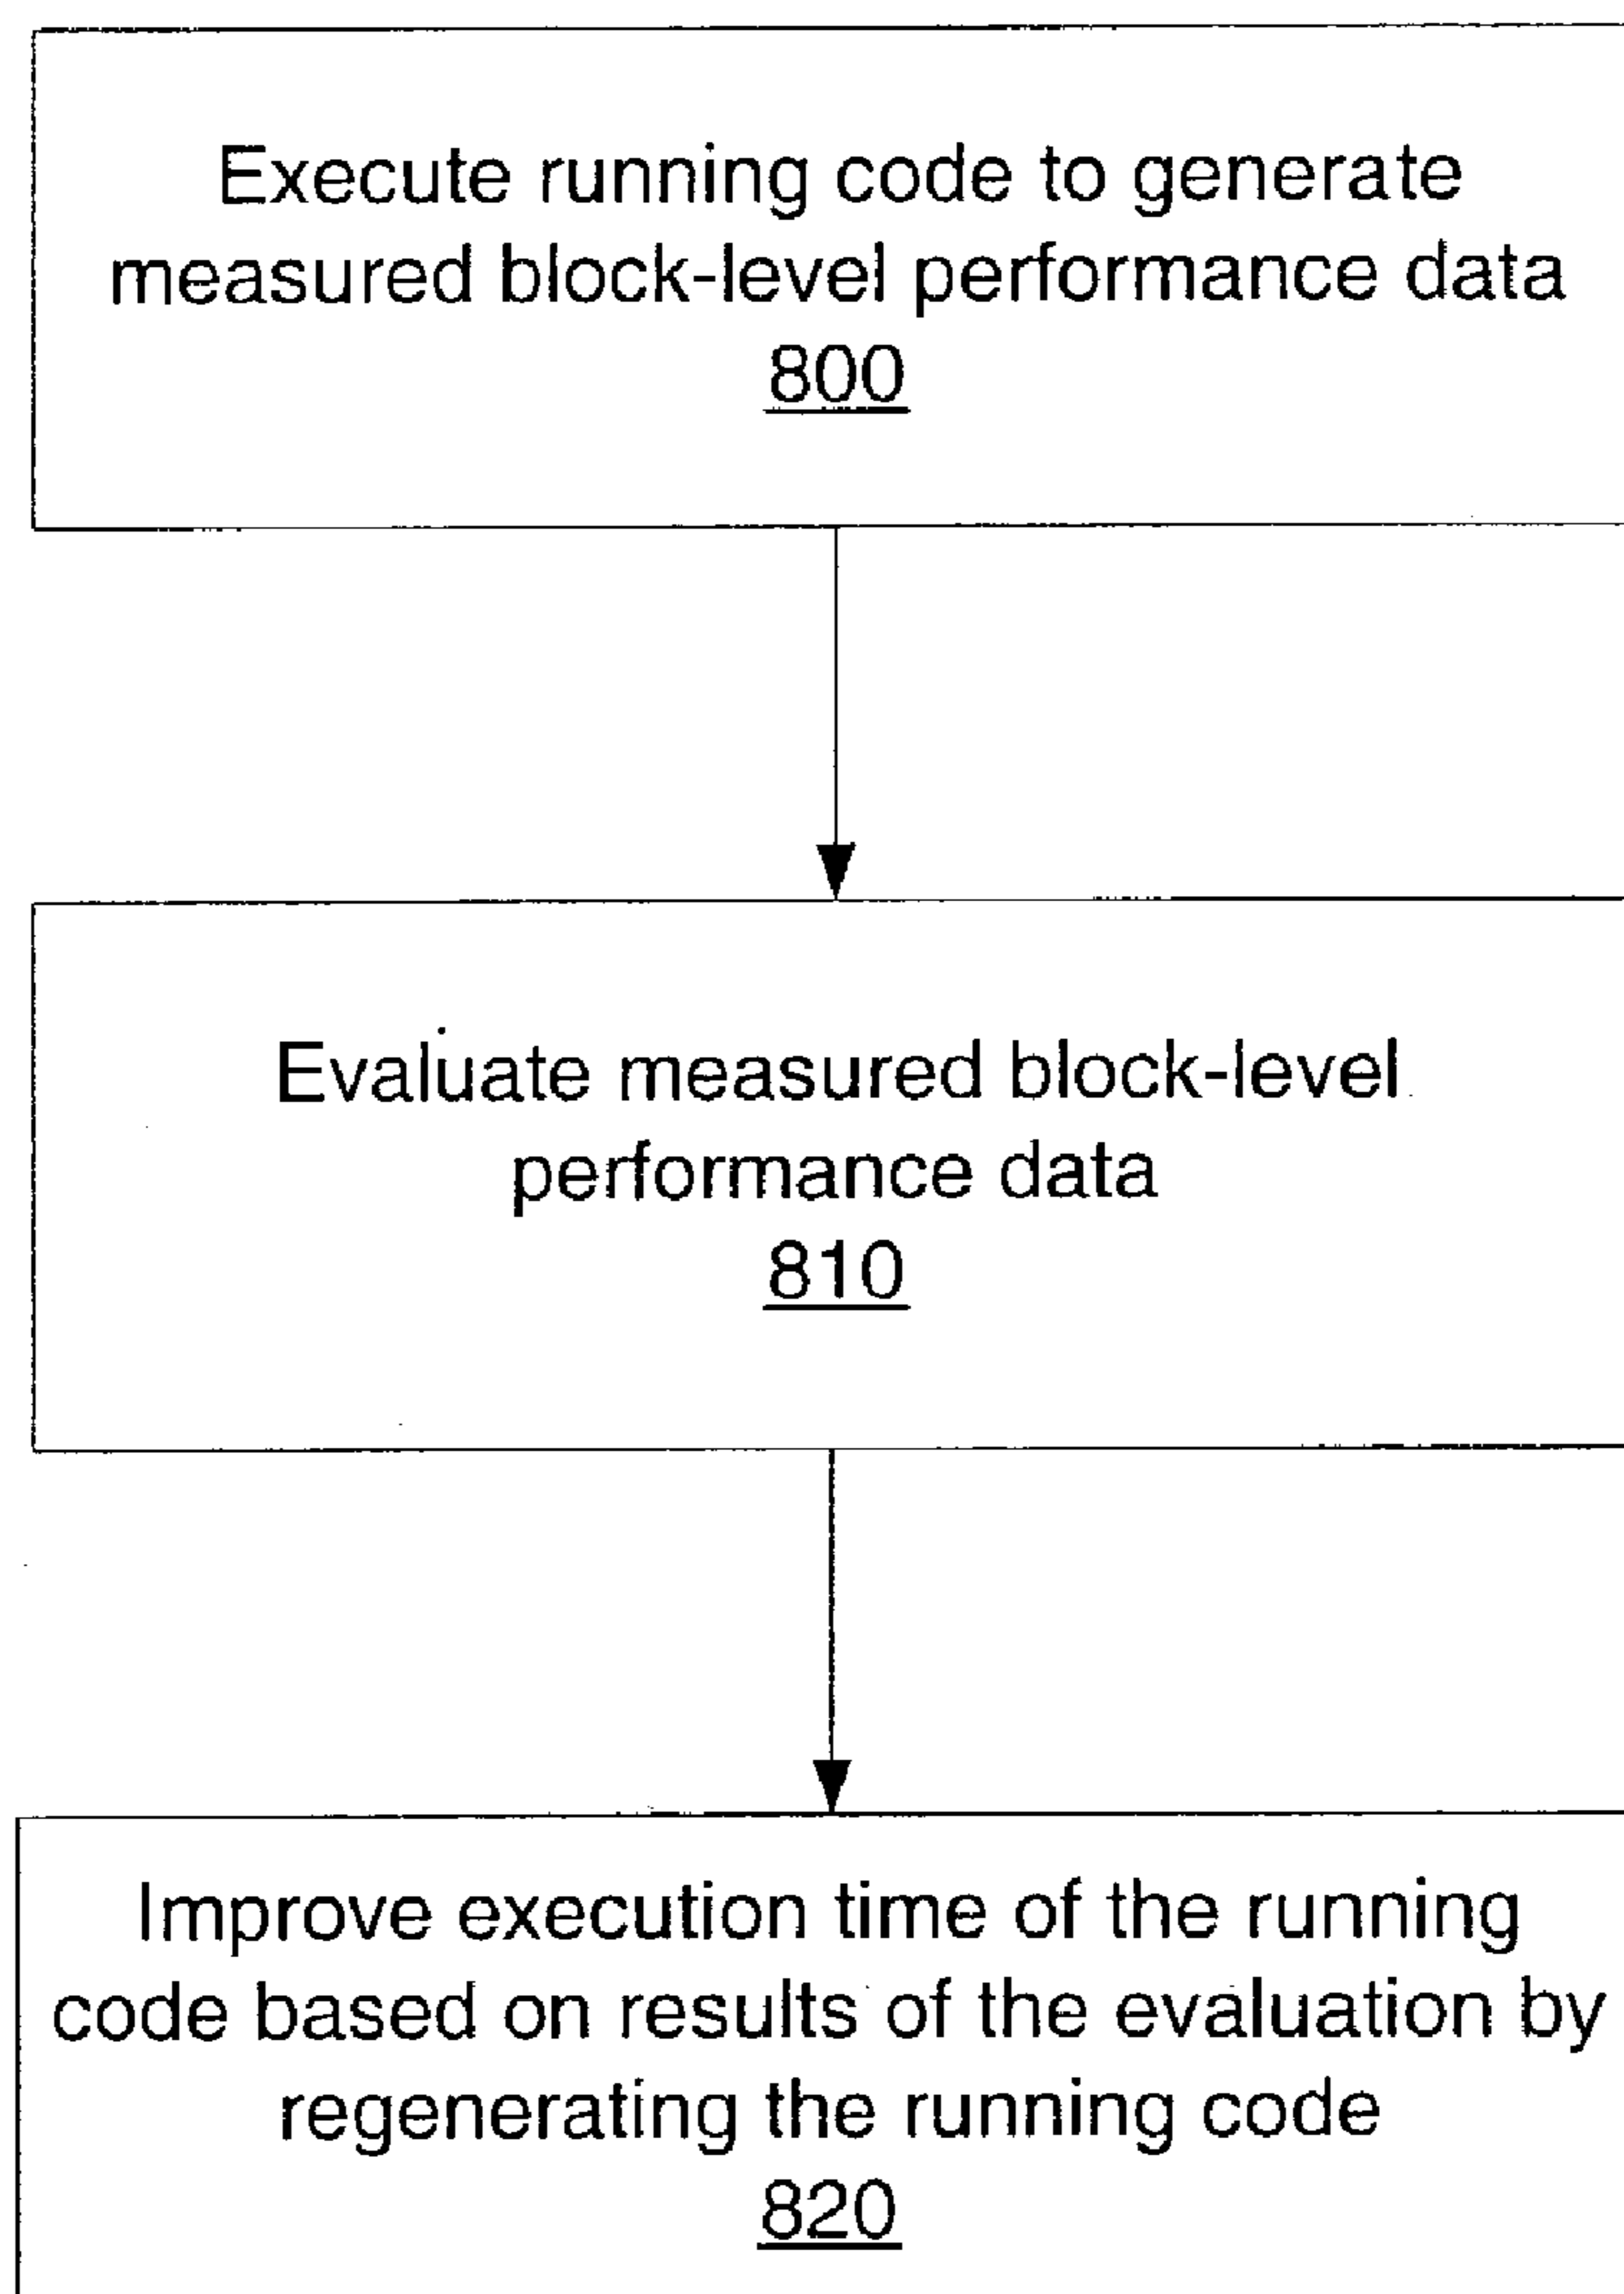 Execute running code to generate
measured block-level performance data
800
Evaluate measured block-level
performance data
810
Improve execution time of the running
code based on results of the evaluation by
regenerating the running code
820